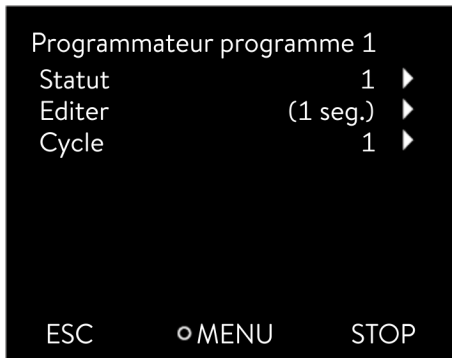 Programmateur programme 1
Statut 1
Editer (1 seg.)
Cycle 1
ESC MENU STOP